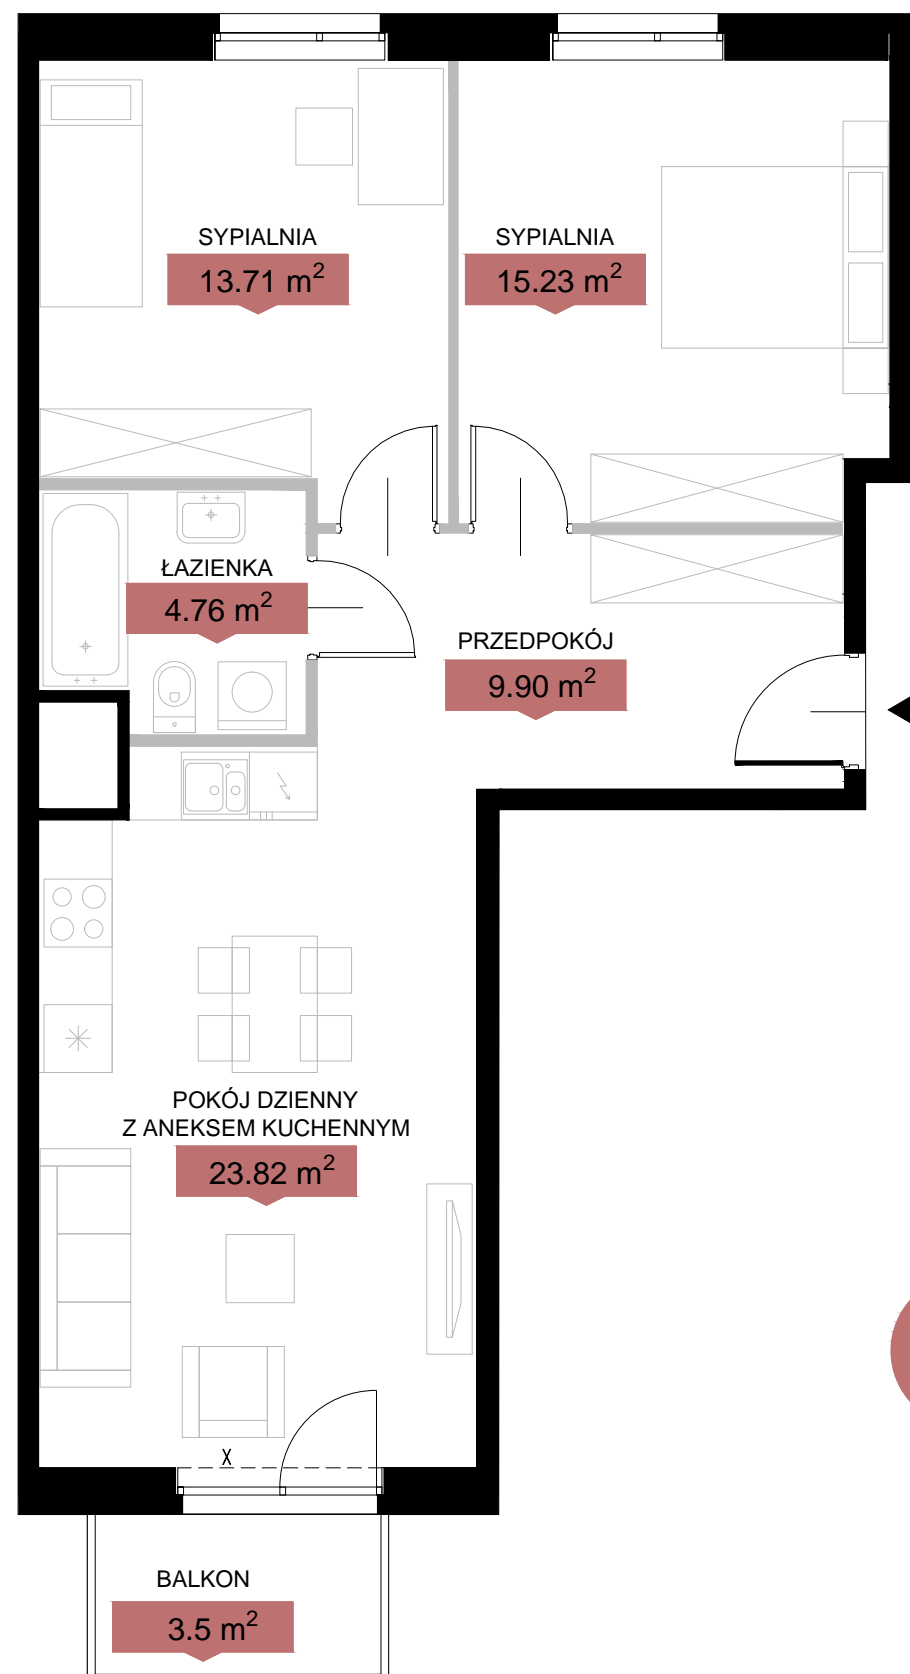 SYPIALNIA
13.71 m²
SYPIALNIA
15.23 m²
ŁAZIENKA
4.76 m²
PRZEDPOKÓJ
9.90 m²
POKÓJ DZIENNY
Z ANEKSEM KUCHENNYM
23.82 m²
X
BALKON
3.5 m²